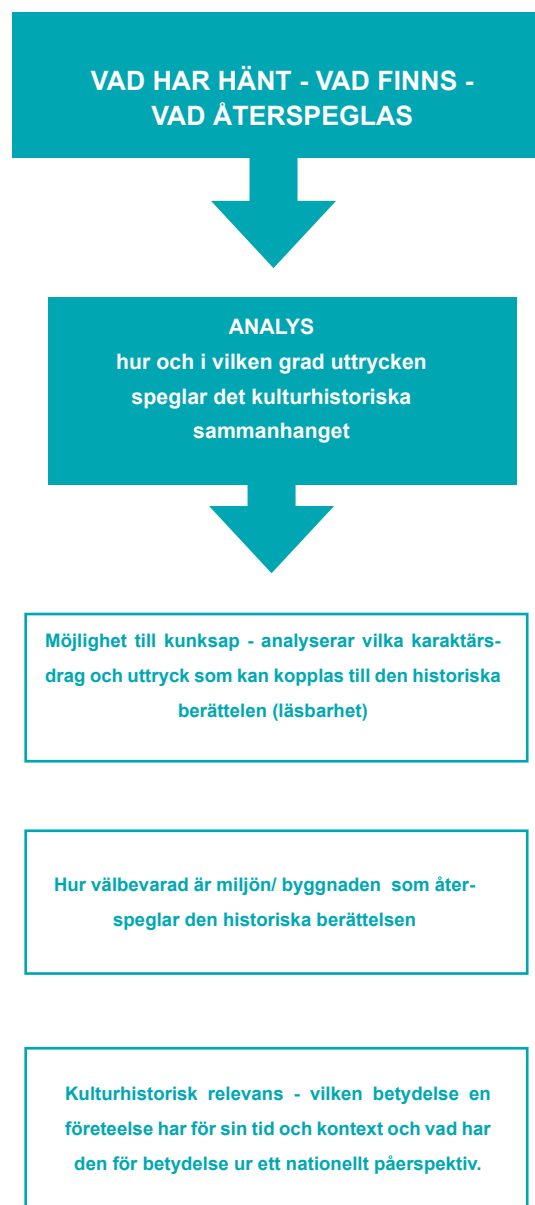 VAD HAR HÄNT - VAD FINNS -
VAD ÅTERSPEGLAS
ANALYS
hur och i vilken grad uttrycken
speglar det kulturhistoriska
sammanhanget
Möjlighet till kunksap - analyserar vilka karaktärs-
drag och uttryck som kan kopplas till den historiska
berättelen (läsbarhet)
Hur välbevarad är miljön/ byggnaden som åter-
speglar den historiska berättelsen
Kulturhistorisk relevans - vilken betydelse en
företeelse har för sin tid och kontext och vad har
den för betydelse ur ett nationellt påerspektiv.